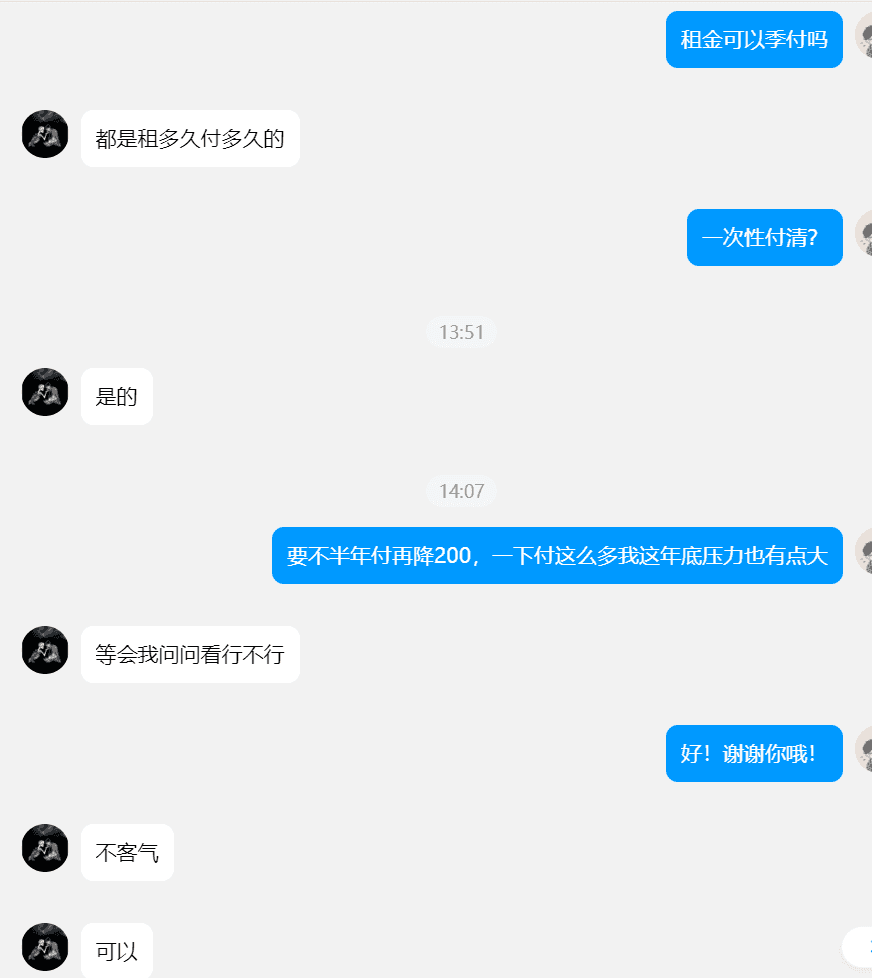 租金可以季付吗
都是租多久付多久的
一次性付清？
13:51
是的
14:07
要不半年付再降200，一下付这么多我这年底压力也有点大
等会我问问看行不行
好！谢谢你哦！
不客气
可以